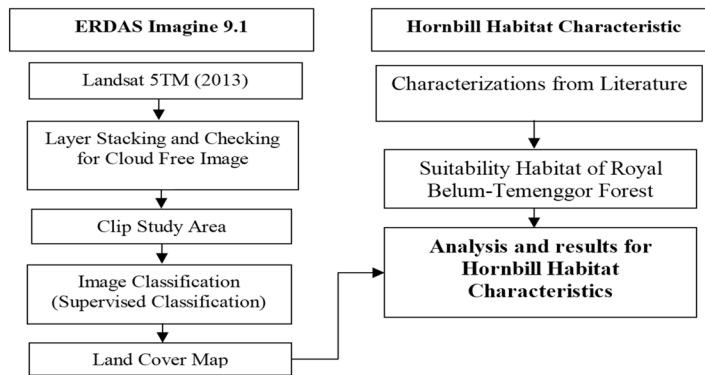 ERDAS Imagine 9.1
Landsat 5TM (2013)
Layer Stacking and Checking
for Cloud Free Image
Clip Study Area
Image Classification
(Supervised Classification)
Land Cover Map
Hornbill Habitat Characteristic
Characterizations from Literature
Suitability Habitat of Royal
Belum-Temenggor Forest
Analysis and results for
Hornbill Habitat
Characteristics